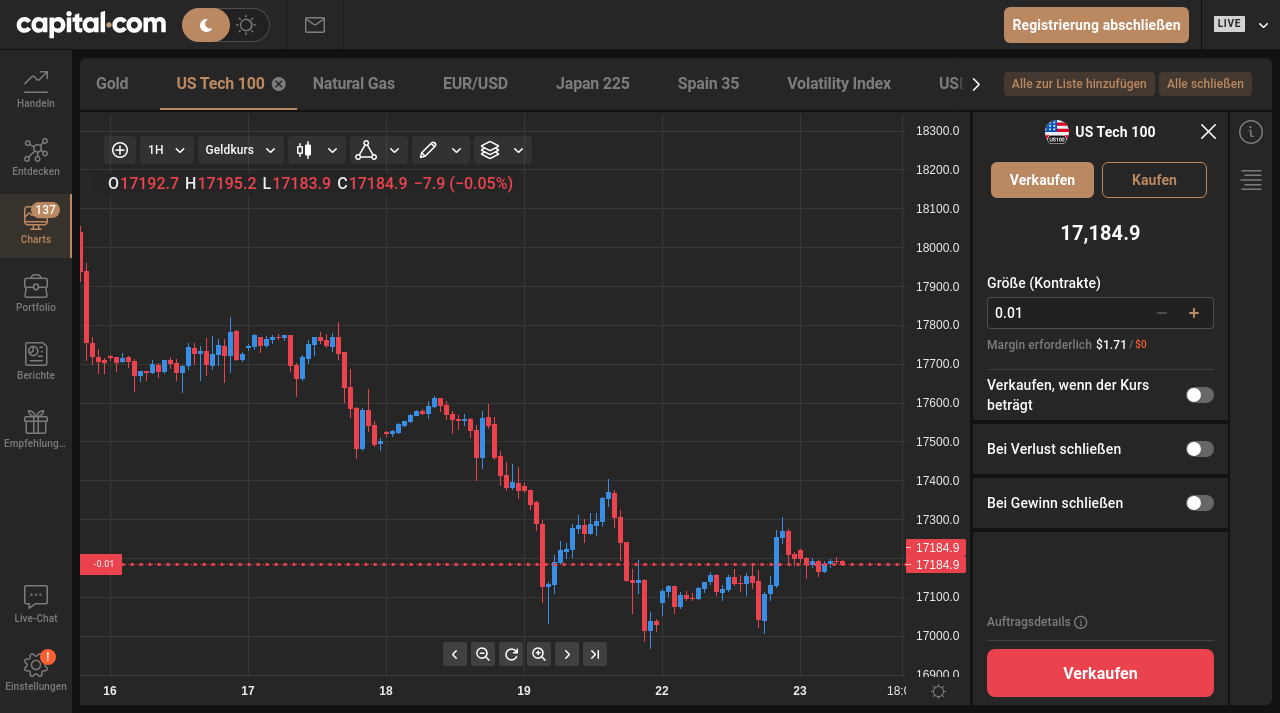 capital.com
Registrierung abschließen
LIVE
Gold
US Tech 100
Natural Gas
EUR/USD
Japan 225
Spain 35
Volatility Index
Alle zur Liste hinzufügen
Alle schließen
Handeln
Entdecken
137
Charts
Portfolio
Berichte
Empfehlung...
Live-Chat
!
Einstellungen
1H
Geldkurs
O17192.7 H17195.2 L17183.9 C17184.9 −7.9 (−0.05%)
18300.0
18200.0
18100.0
18000.0
17900.0
17800.0
17700.0
17600.0
17500.0
17400.0
17300.0
17184.9
-0.01
17184.9
17100.0
17000.0
16900.0
16
17
18
19
22
23
US100
US Tech 100
Verkaufen
Kaufen
17,184.9
Größe (Kontrakte)
0.01
Margin erforderlich $1.71 / $0
Verkaufen, wenn der Kurs
beträgt
Bei Verlust schließen
Bei Gewinn schließen
Auftragsdetails
Verkaufen